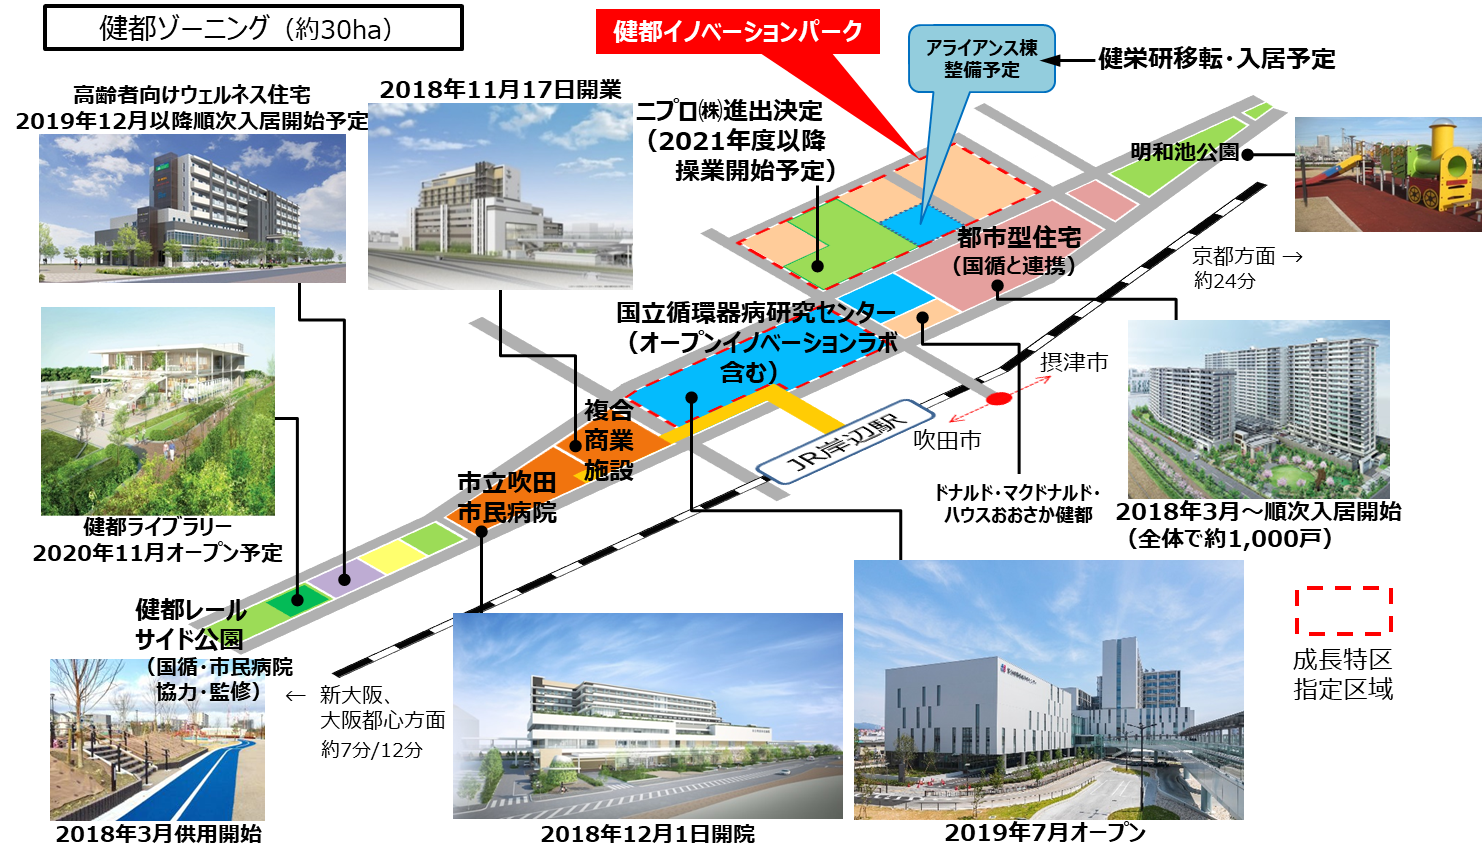 健都ゾーニング（約30ha）
健都イノベーションパーク
アライアンス棟
整備予定
健栄研移転・入居予定
高齢者向けウェルネス住宅
2019年12月以降順次入居開始予定
2018年11月17日開業
ニプロ㈱進出決定
（2021年度以降
操業開始予定）
明和池公園
都市型住宅
（国循と連携）
京都方面 →
約24分
国立循環器病研究センター
（オープンイノベーションラボ
含む）
摂津市
吹田市
JR岸辺駅
複合
商業
施設
市立吹田
市民病院
ドナルド・マクドナルド・
ハウスおおさか健都
2018年3月～順次入居開始
（全体で約1,000戸）
健都ライブラリー
2020年11月オープン予定
健都レール
サイド公園
（国循・市民病院
協力・監修）
← 新大阪、
大阪都心方面
約7分/12分
成長特区
指定区域
2018年3月供用開始
2018年12月1日開院
2019年7月オープン